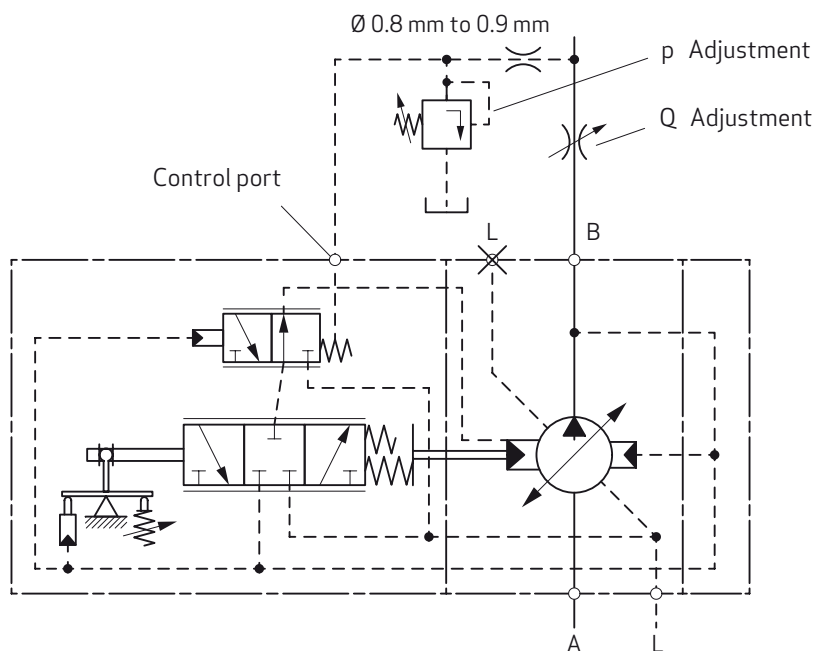 Ø 0.8 mm to 0.9 mm
p Adjustment
Q Adjustment
Control port
L
B
A
L